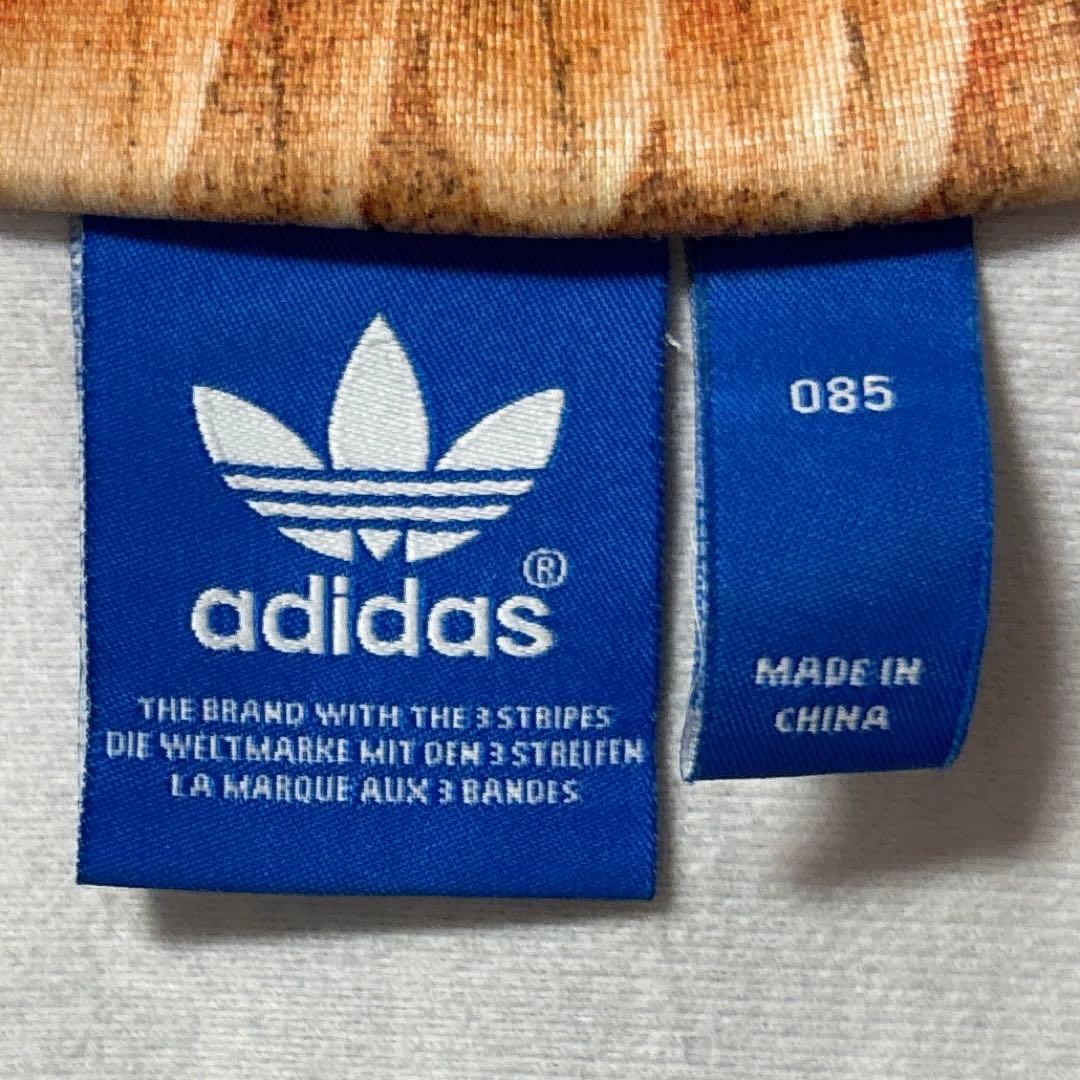 adidas®
THE BRAND WITH THE 3 STRIPES
DIE WELTMARKE MIT DEN 3 STREIFEN
LA MARQUE AUX 3 BANDES
085
MADE IN
CHINA